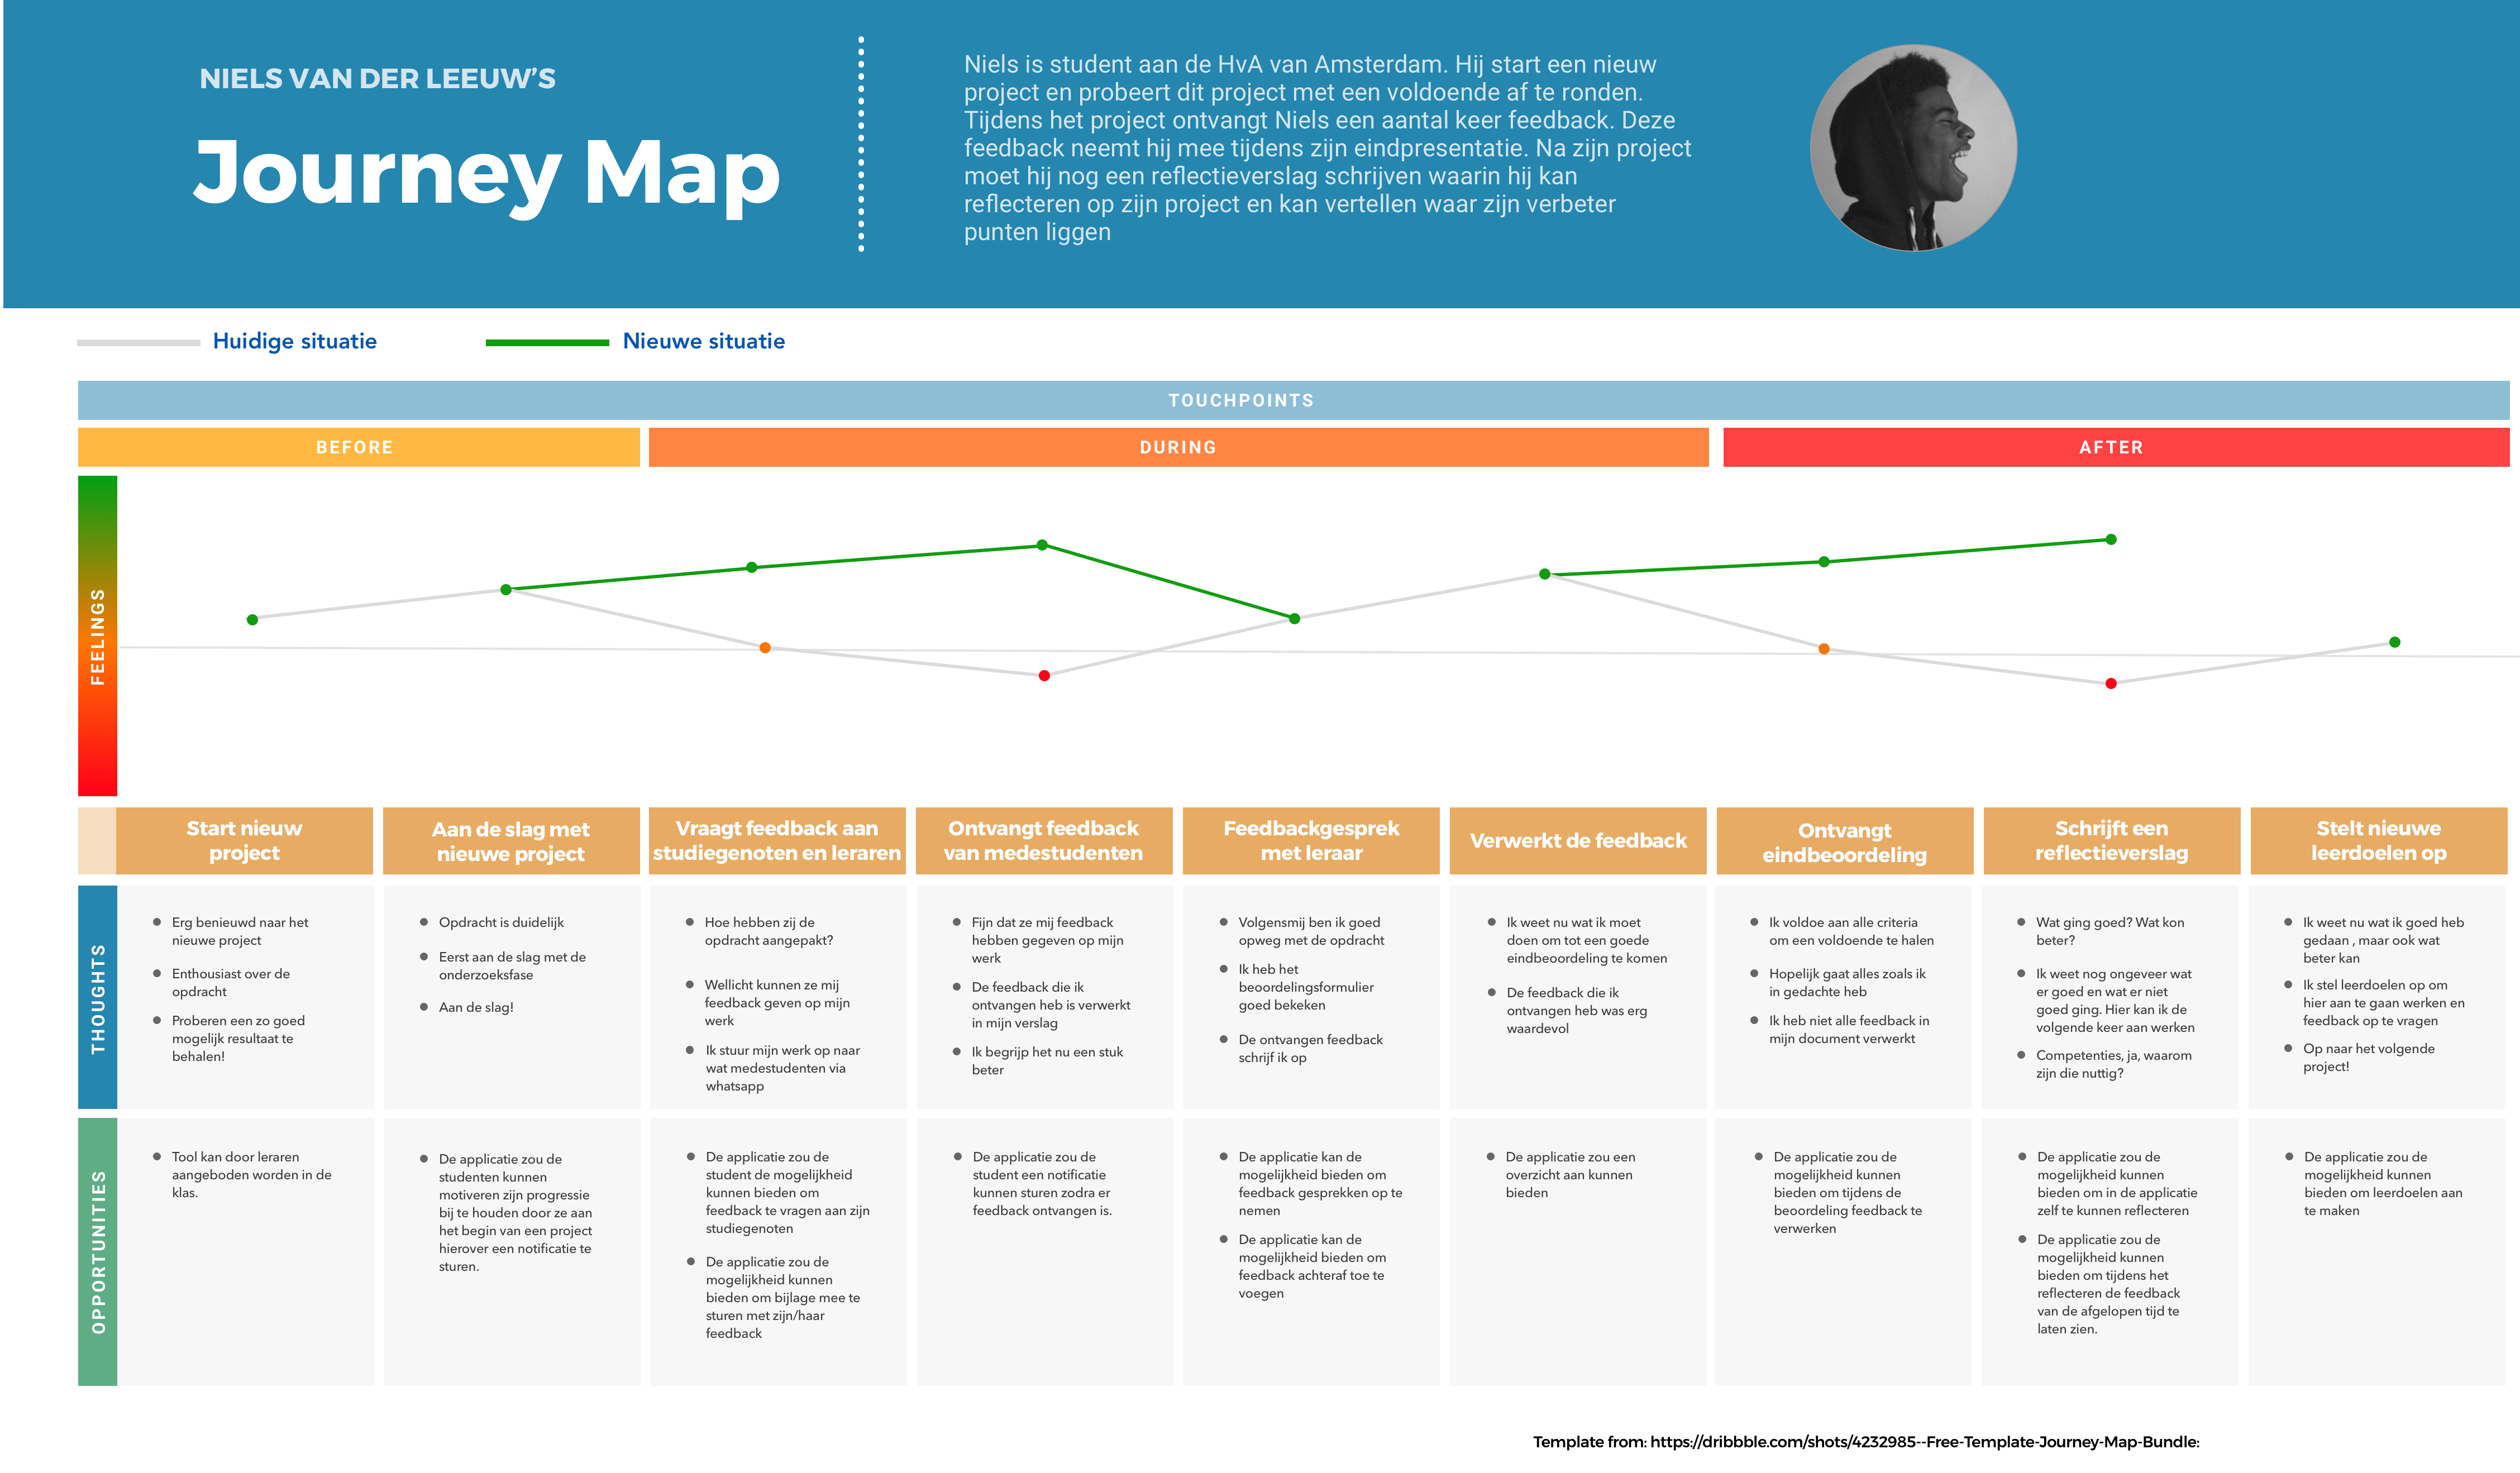 NIELS VAN DER LEEUW’S
Journey Map
Niels is student aan de HvA van Amsterdam. Hij start een nieuw
project en probeert dit project met een voldoende af te ronden.
Tijdens het project ontvangt Niels een aantal keer feedback. Deze
feedback neemt hij mee tijdens zijn eindpresentatie. Na zijn project
moet hij nog een reflectieverslag schrijven waarin hij kan
reflecteren op zijn project en kan vertellen waar zijn verbeter
punten liggen
Huidige situatie
Nieuwe situatie
TOUCHPOINTS
BEFORE
DURING
AFTER
FEELINGS
Start nieuw
project
Aan de slag met
nieuwe project
Vraagt feedback aan
studiegenoten en leraren
Ontvangt feedback
van medestudenten
Feedbackgesprek
met leraar
Verwerkt de feedback
Ontvangt
eindbeoordeling
Schrijft een
reflectieverslag
Stelt nieuwe
leerdoelen op
THOUGHTS
Erg benieuwd naar het
nieuwe project
Enthousiast over de
opdracht
Proberen een zo goed
mogelijk resultaat te
behalen!
Opdracht is duidelijk
Eerst aan de slag met de
onderzoeksfase
Aan de slag!
Hoe hebben zij de
opdracht aangepakt?
Wellicht kunnen ze mij
feedback geven op mijn
werk
Ik stuur mijn werk op naar
wat medestudenten via
whatsapp
Fijn dat ze mij feedback
hebben gegeven op mijn
werk
De feedback die ik
ontvangen heb is verwerkt
in mijn verslag
Ik begrijp het nu een stuk
beter
Volgensmij ben ik goed
opweg met de opdracht
Ik heb het
beoordelingsformulier
goed bekeken
De ontvangen feedback
schrijf ik op
Ik weet nu wat ik moet
doen om tot een goede
eindbeoordeling te komen
De feedback die ik
ontvangen heb was erg
waardevol
Ik voldoe aan alle criteria
om een voldoende te halen
Hopelijk gaat alles zoals ik
in gedachte heb
Ik heb niet alle feedback in
mijn document verwerkt
Wat ging goed? Wat kon
beter?
Ik weet nog ongeveer wat
er goed en wat er niet
goed ging. Hier kan ik de
volgende keer aan werken
Competenties, ja, waarom
zijn die nuttig?
Ik weet nu wat ik goed heb
gedaan , maar ook wat
beter kan
Ik stel leerdoelen op om
hier aan te gaan werken en
feedback op te vragen
Op naar het volgende
project!
OPPORTUNITIES
Tool kan door leraren
aangeboden worden in de
klas.
De applicatie zou de
studenten kunnen
motiveren zijn progressie
bij te houden door ze aan
het begin van een project
hierover een notificatie te
sturen.
De applicatie zou de
student de mogelijkheid
kunnen bieden om
feedback te vragen aan zijn
studiegenoten
De applicatie zou de
mogelijkheid kunnen
bieden om bijlage mee te
sturen met zijn/haar
feedback
De applicatie zou de
student een notificatie
kunnen sturen zodra er
feedback ontvangen is.
De applicatie kan de
mogelijkheid bieden om
feedback gesprekken op te
nemen
De applicatie kan de
mogelijkheid bieden om
feedback achteraf toe te
voegen
De applicatie zou een
overzicht aan kunnen
bieden
De applicatie zou de
mogelijkheid kunnen
bieden om tijdens de
beoordeling feedback te
verwerken
De applicatie zou de
mogelijkheid kunnen
bieden om in de applicatie
zelf te kunnen reflecteren
De applicatie zou de
mogelijkheid kunnen
bieden om tijdens het
reflecteren de feedback
van de afgelopen tijd te
laten zien.
De applicatie zou de
mogelijkheid kunnen
bieden om leerdoelen aan
te maken
Template from: https://dribbble.com/shots/4232985--Free-Template-Journey-Map-Bundle: